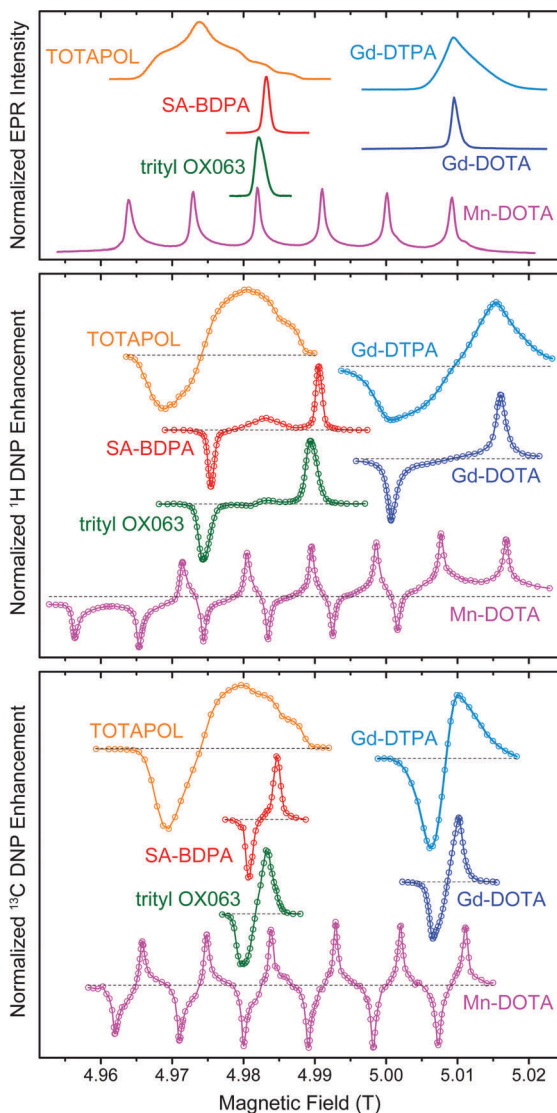 Normalized EPR Intensity
TOTAPOL
Gd-DTPA
SA-BDPA
trityl OX063
Gd-DOTA
Mn-DOTA
Normalized ¹H DNP Enhancement
TOTAPOL
Gd-DTPA
SA-BDPA
Gd-DOTA
trityl OX063
Mn-DOTA
Normalized ¹³C DNP Enhancement
TOTAPOL
Gd-DTPA
SA-BDPA
trityl OX063
Gd-DOTA
Mn-DOTA
4.96 4.97 4.98 4.99 5.00 5.01 5.02
Magnetic Field (T)